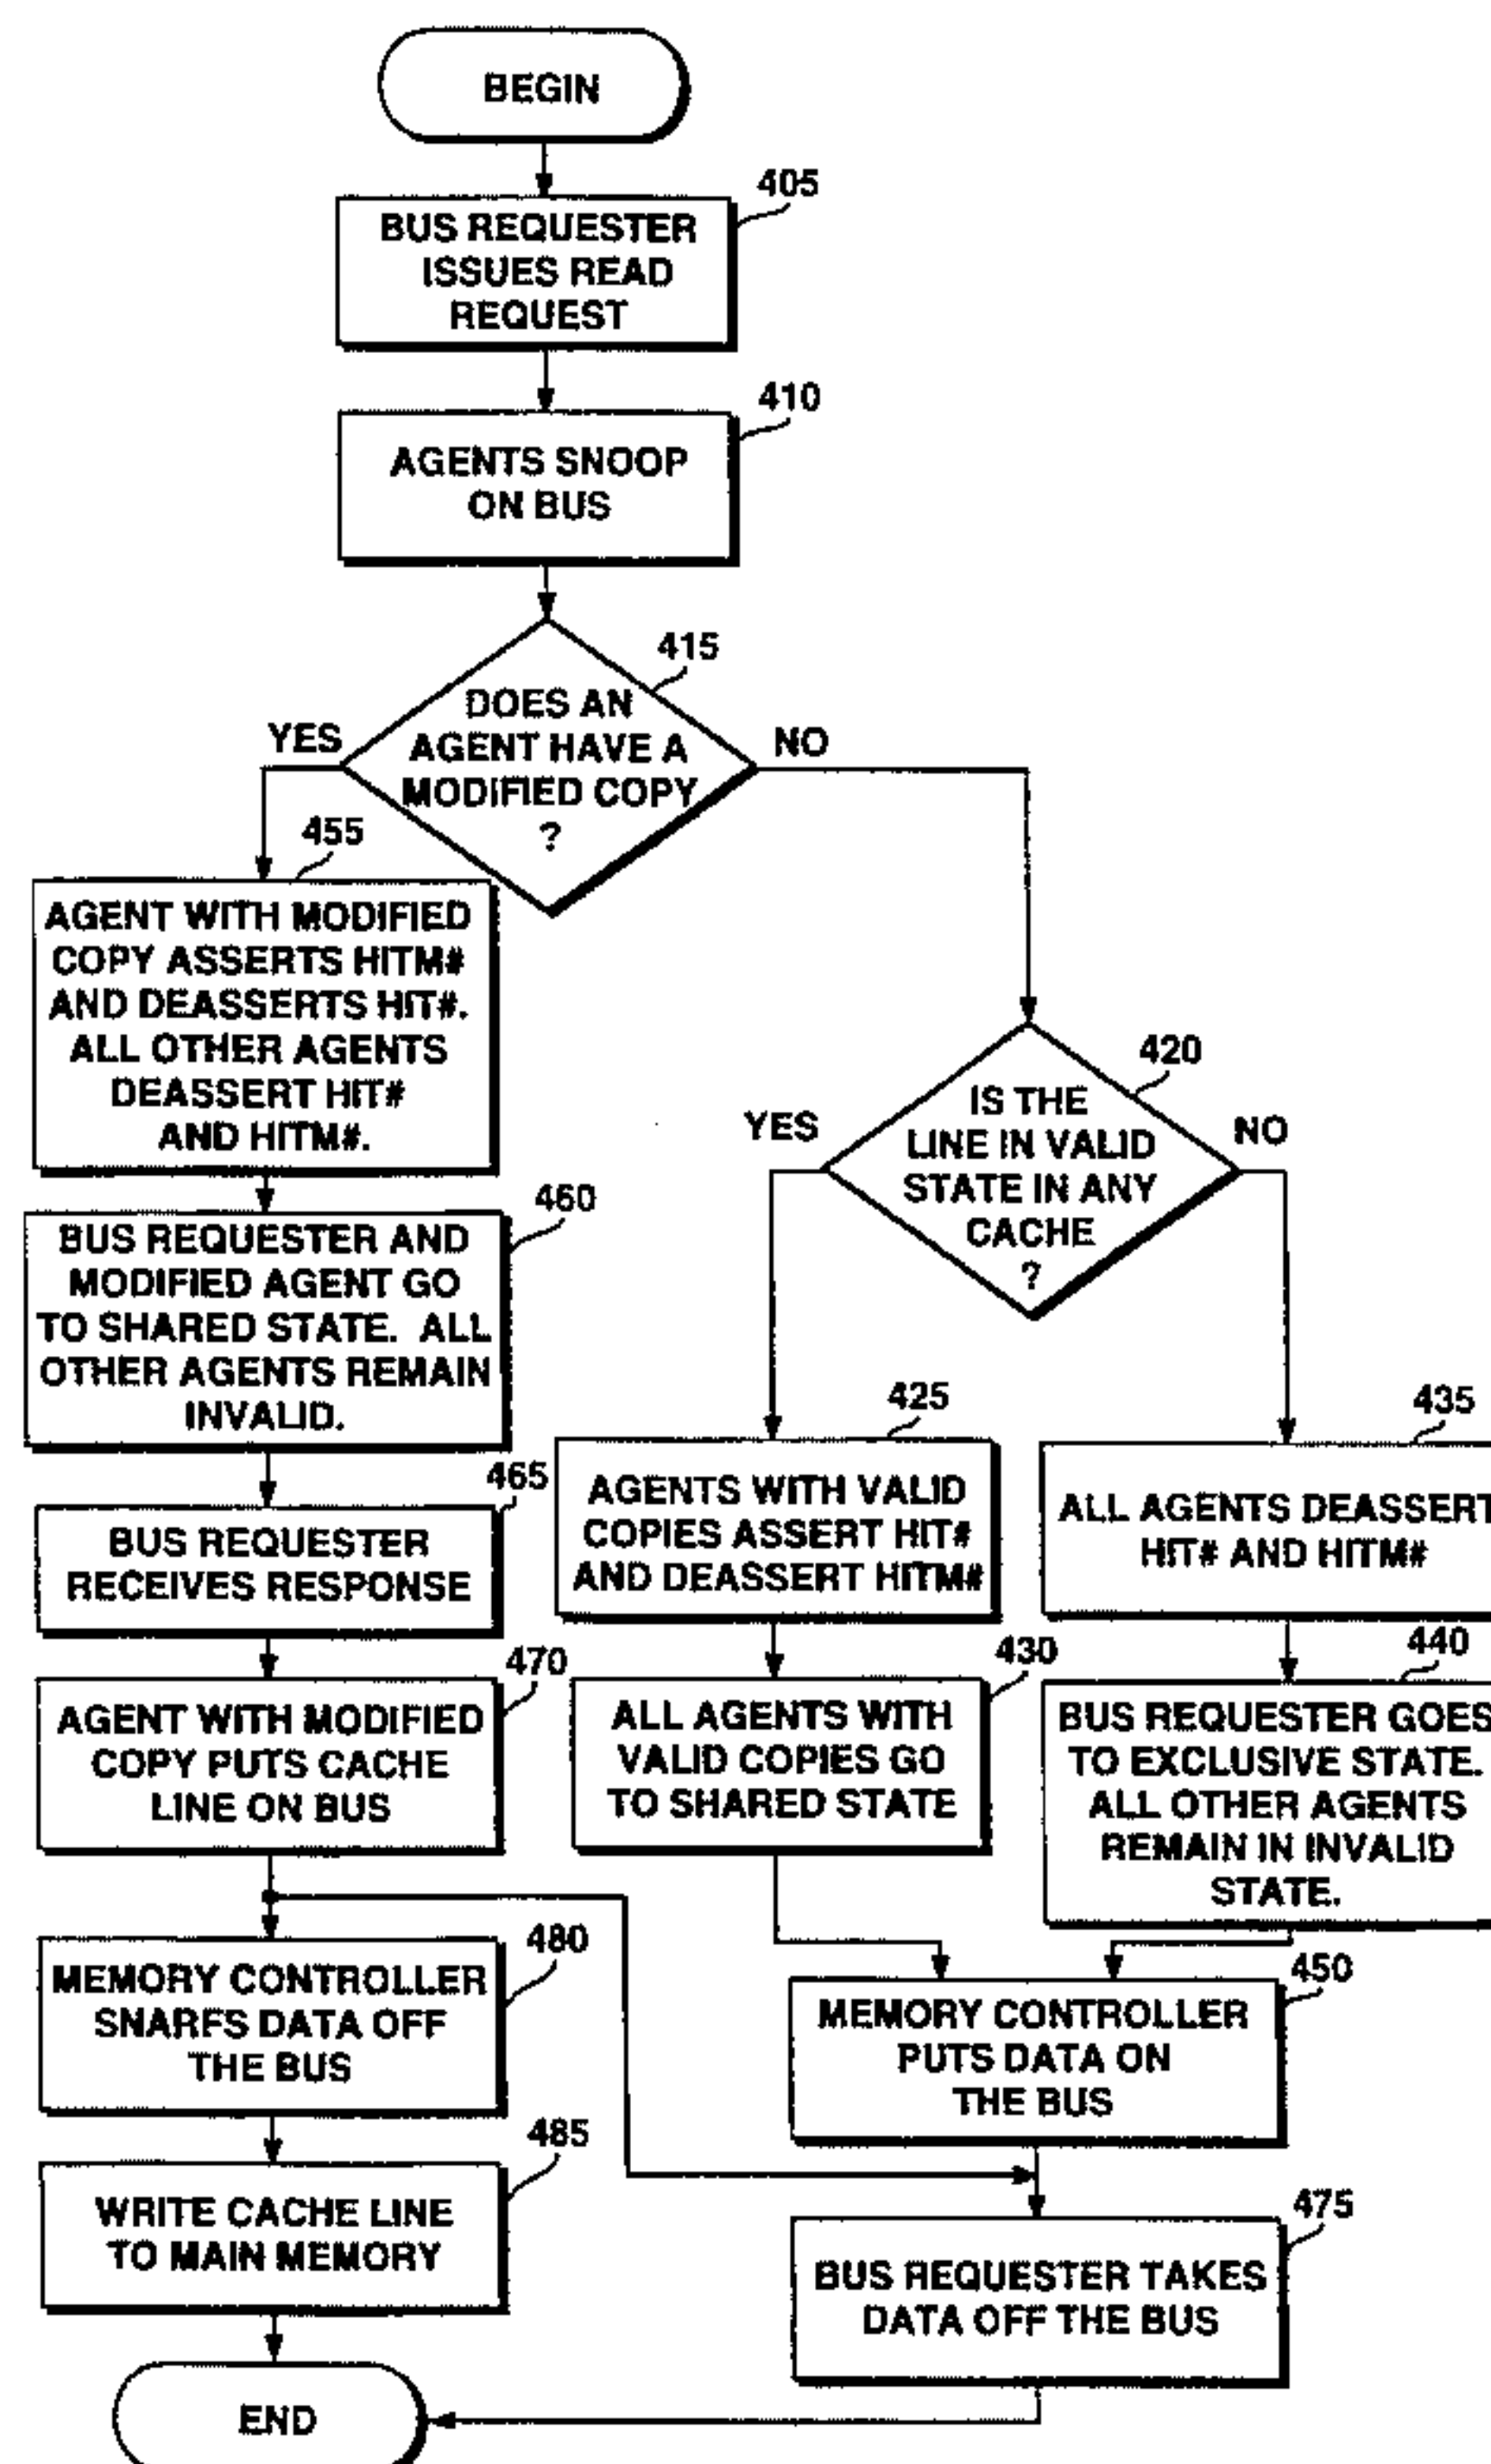 BEGIN
405
BUS REQUESTER
ISSUES READ
REQUEST
410
AGENTS SNOOP
ON BUS
415
DOES AN
AGENT HAVE A
MODIFIED COPY
?
YES
NO
455
AGENT WITH MODIFIED
COPY ASSERTS HITM#
AND DEASSERTS HIT#.
ALL OTHER AGENTS
DEASSERT HIT#
AND HITM#.
420
IS THE
LINE IN VALID
STATE IN ANY
CACHE
?
YES
NO
460
BUS REQUESTER AND
MODIFIED AGENT GO
TO SHARED STATE. ALL
OTHER AGENTS REMAIN
INVALID.
425
AGENTS WITH VALID
COPIES ASSERT HIT#
AND DEASSERT HITM#
435
ALL AGENTS DEASSERT
HIT# AND HITM#
465
BUS REQUESTER
RECEIVES RESPONSE
470
AGENT WITH MODIFIED
COPY PUTS CACHE
LINE ON BUS
430
ALL AGENTS WITH
VALID COPIES GO
TO SHARED STATE
440
BUS REQUESTER GOES
TO EXCLUSIVE STATE.
ALL OTHER AGENTS
REMAIN IN INVALID
STATE.
480
MEMORY CONTROLLER
SNARFS DATA OFF
THE BUS
450
MEMORY CONTROLLER
PUTS DATA ON
THE BUS
485
WRITE CACHE LINE
TO MAIN MEMORY
475
BUS REQUESTER TAKES
DATA OFF THE BUS
END